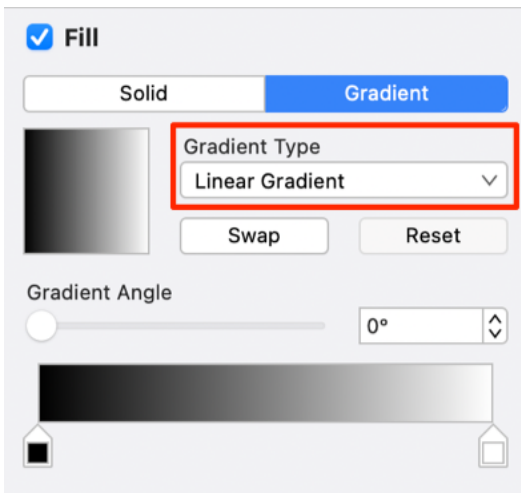 Fill
Solid Gradient
Gradient Type
Linear Gradient
Swap Reset
Gradient Angle
0°